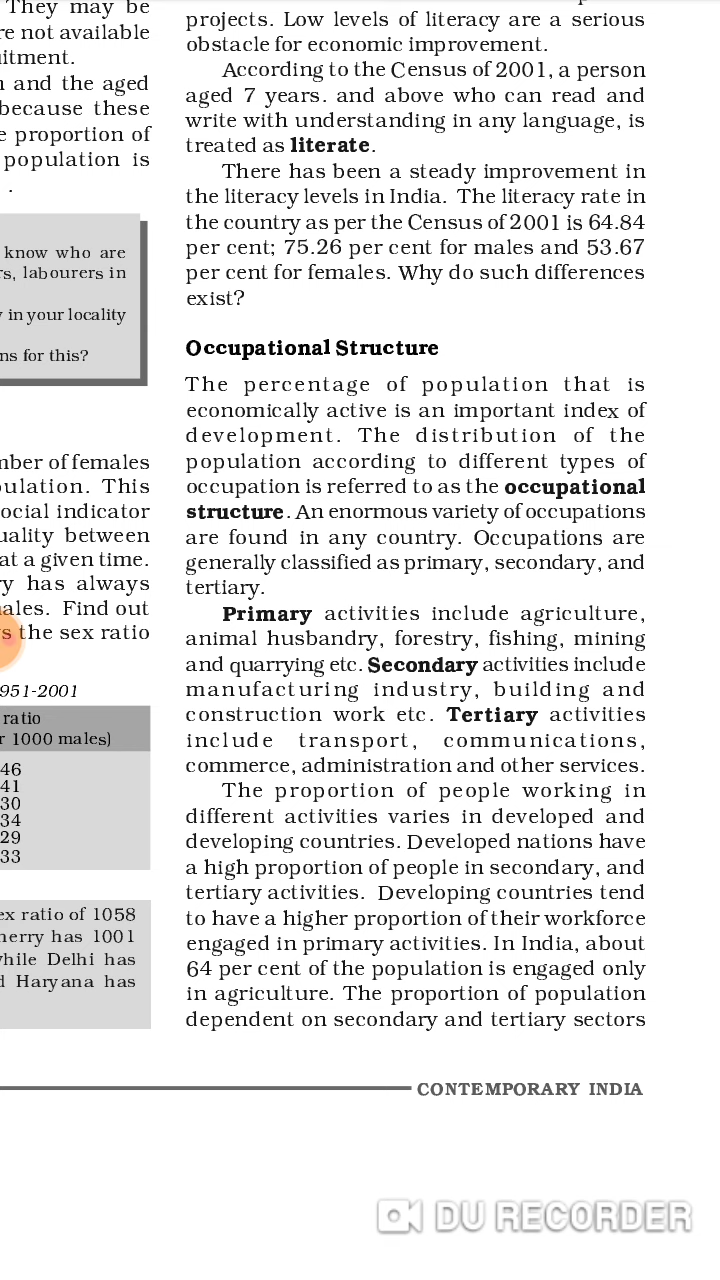 They may be
re not available
uitment.
n and the aged
because these
e proportion of
population is
.
know who are
rs, labourers in
y in your locality
ns for this?
mber of females
pulation. This
ocial indicator
uality between
at a given time.
ry has always
ales. Find out
s the sex ratio
951-2001
ratio
r 1000 males)
46
41
30
34
29
33
ex ratio of 1058
herry has 1001
while Delhi has
d Haryana has
projects. Low levels of literacy are a serious
obstacle for economic improvement.
According to the Census of 2001, a person
aged 7 years. and above who can read and
write with understanding in any language, is
treated as literate.
There has been a steady improvement in
the literacy levels in India. The literacy rate in
the country as per the Census of 2001 is 64.84
per cent; 75.26 per cent for males and 53.67
per cent for females. Why do such differences
exist?
Occupational Structure
The percentage of population that is
economically active is an important index of
development. The distribution of the
population according to different types of
occupation is referred to as the occupational
structure. An enormous variety of occupations
are found in any country. Occupations are
generally classified as primary, secondary, and
tertiary.
Primary activities include agriculture,
animal husbandry, forestry, fishing, mining
and quarrying etc. Secondary activities include
manufacturing industry, building and
construction work etc. Tertiary activities
include transport, communications,
commerce, administration and other services.
The proportion of people working in
different activities varies in developed and
developing countries. Developed nations have
a high proportion of people in secondary, and
tertiary activities. Developing countries tend
to have a higher proportion of their workforce
engaged in primary activities. In India, about
64 per cent of the population is engaged only
in agriculture. The proportion of population
dependent on secondary and tertiary sectors
CONTEMPORARY INDIA
DU RECORDER